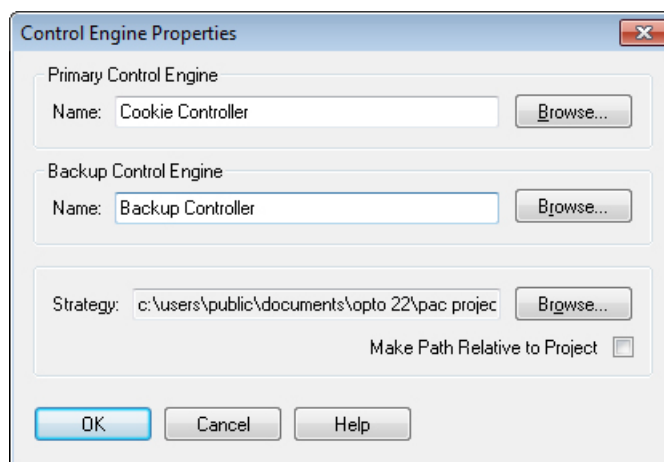 Control Engine Properties
Primary Control Engine
Name: Cookie Controller Browse...
Backup Control Engine
Name: Backup Controller Browse...
Strategy: c:\users\public\documents\opto 22\pac projec Browse...
Make Path Relative to Project
OK Cancel Help